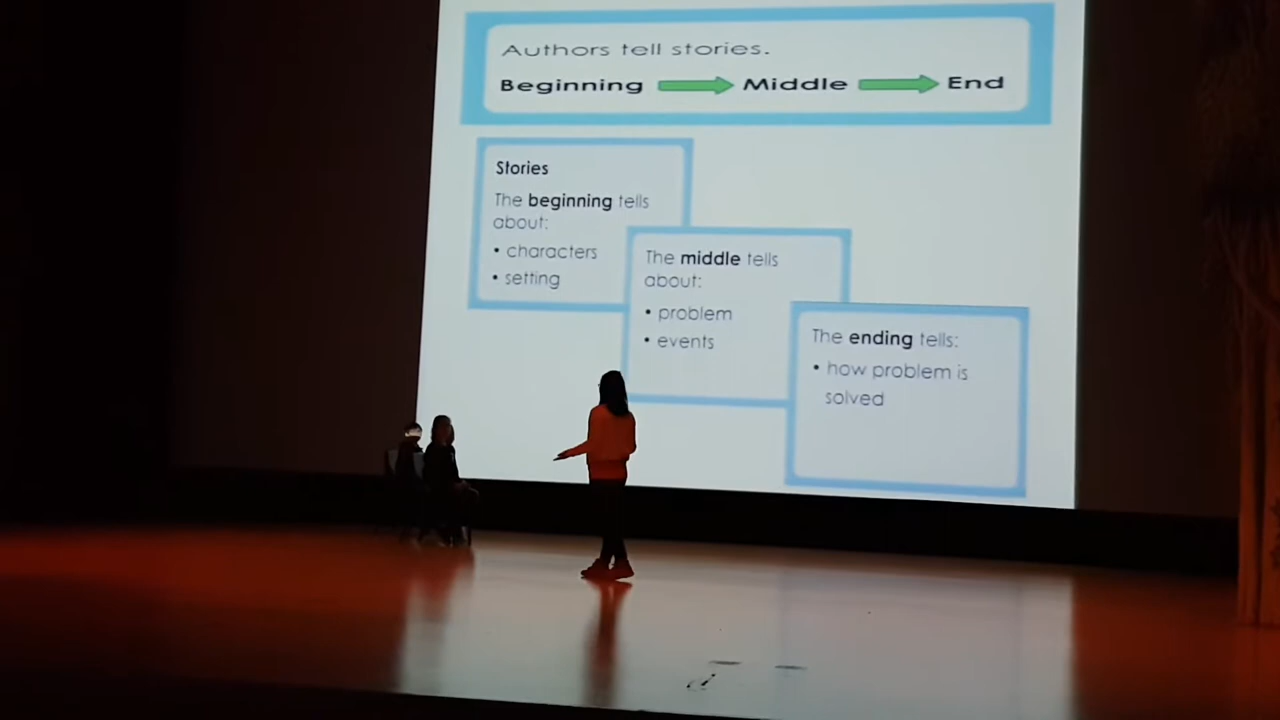 Authors tell stories.
Beginning Middle End
Stories
The beginning tells
about:
• characters
• setting
The middle tells
about:
• problem
• events
The ending tells:
• how problem is
solved